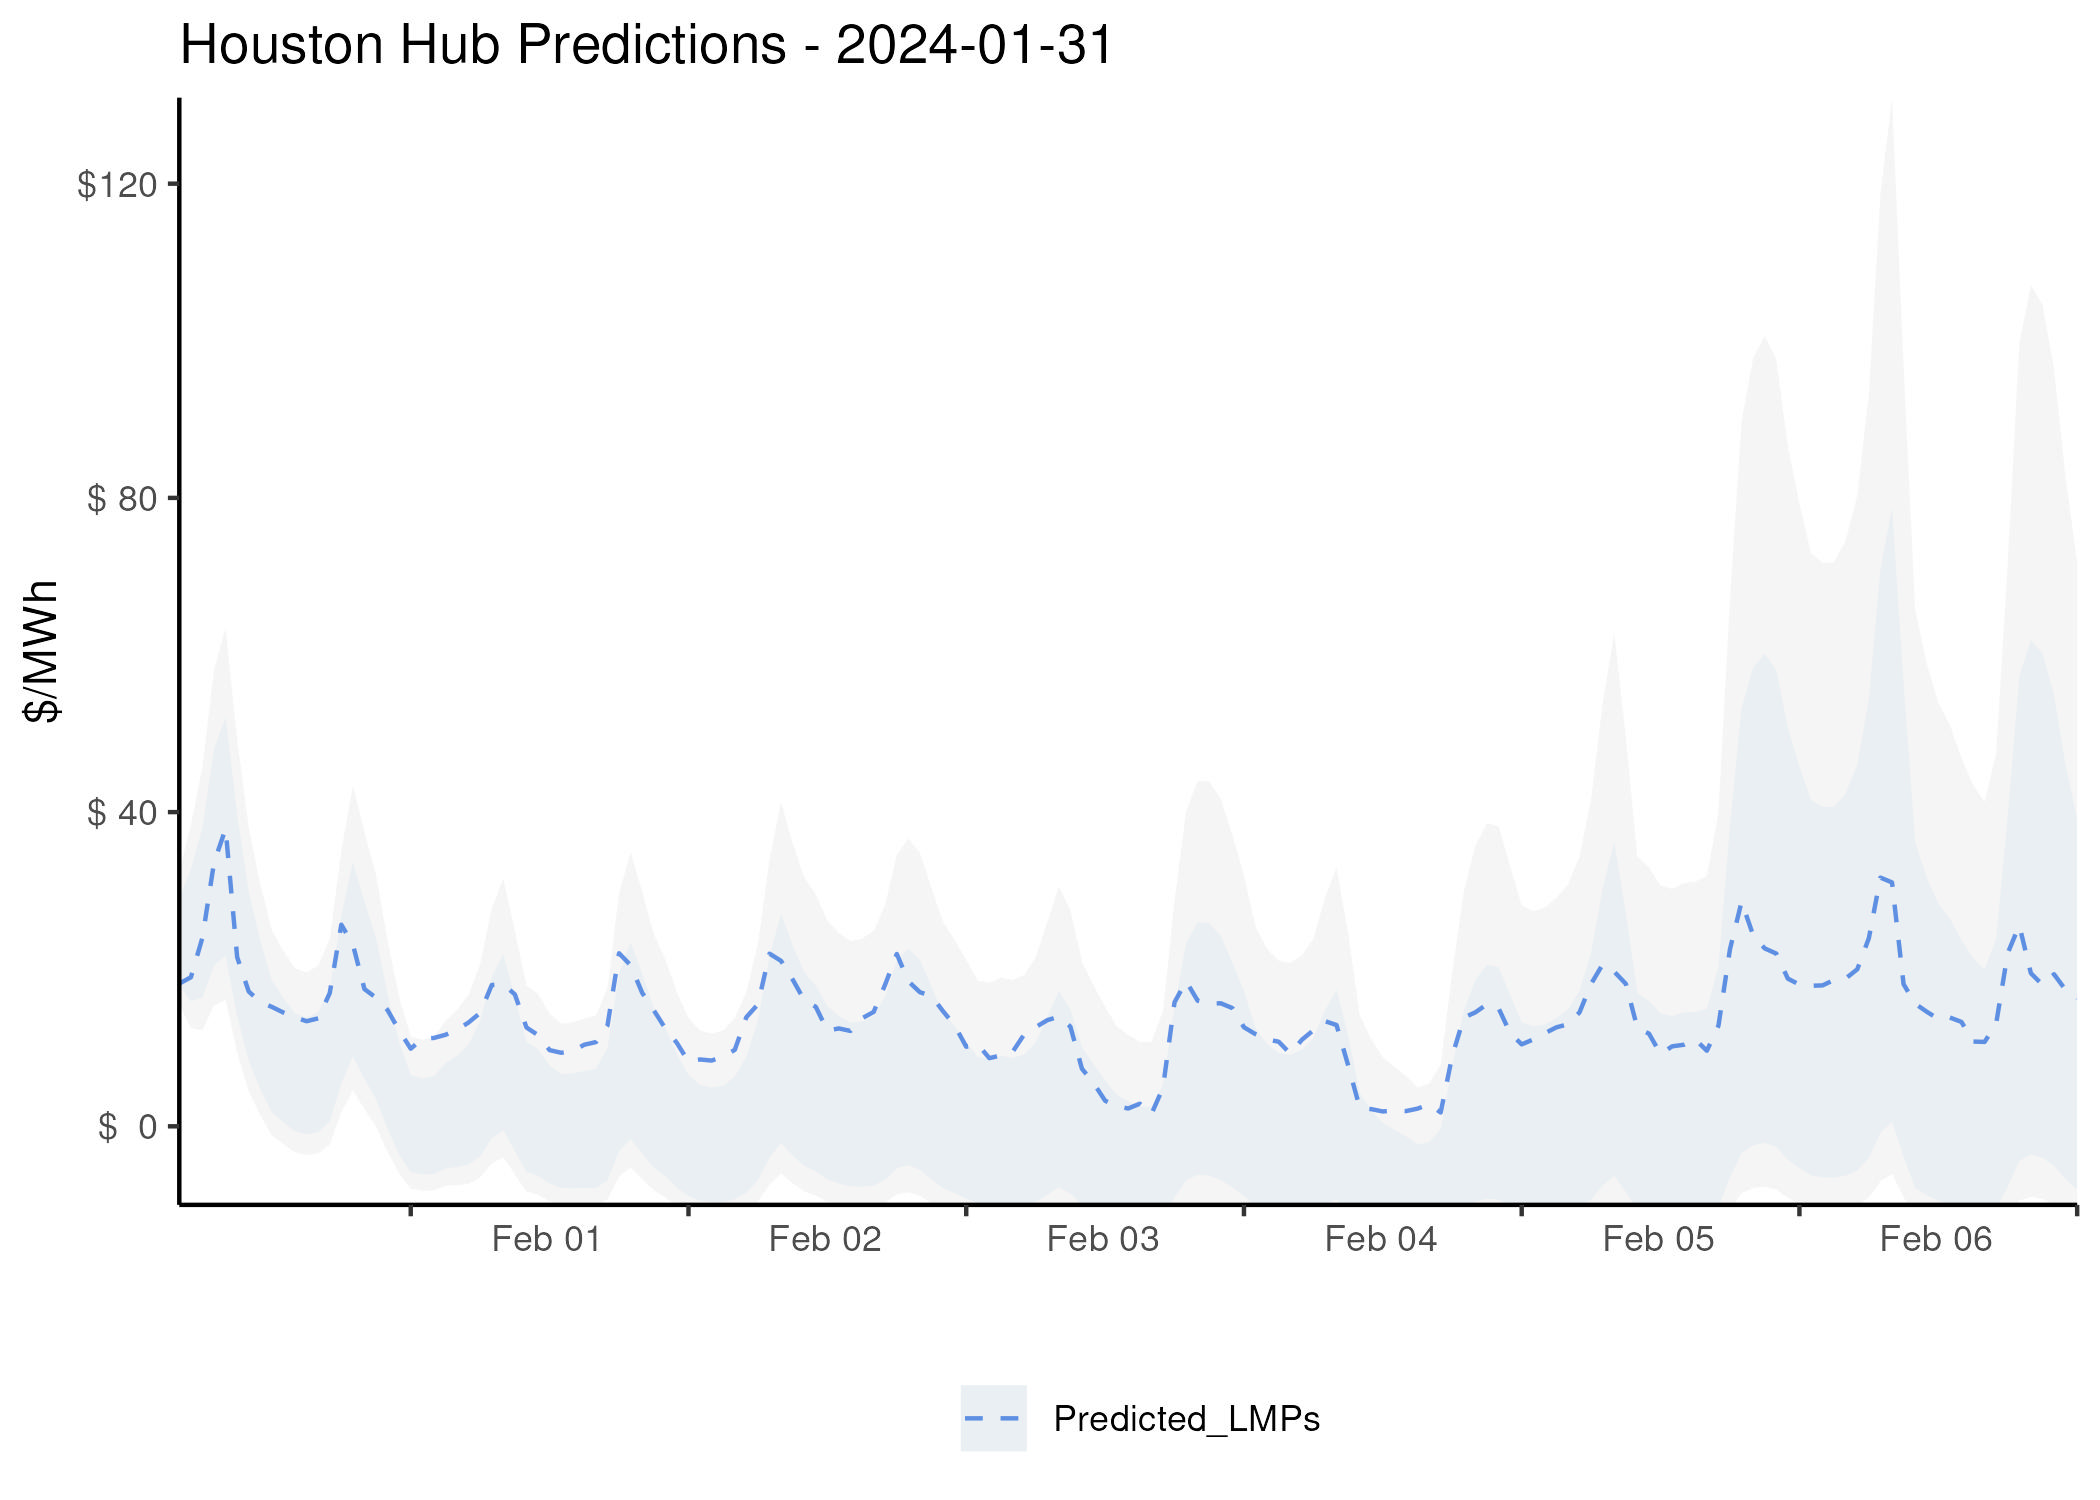 Houston Hub Predictions - 2024-01-31
$120
$ 80
$ 40
$  0
$/MWh
Feb 01 Feb 02 Feb 03 Feb 04 Feb 05 Feb 06
Predicted_LMPs